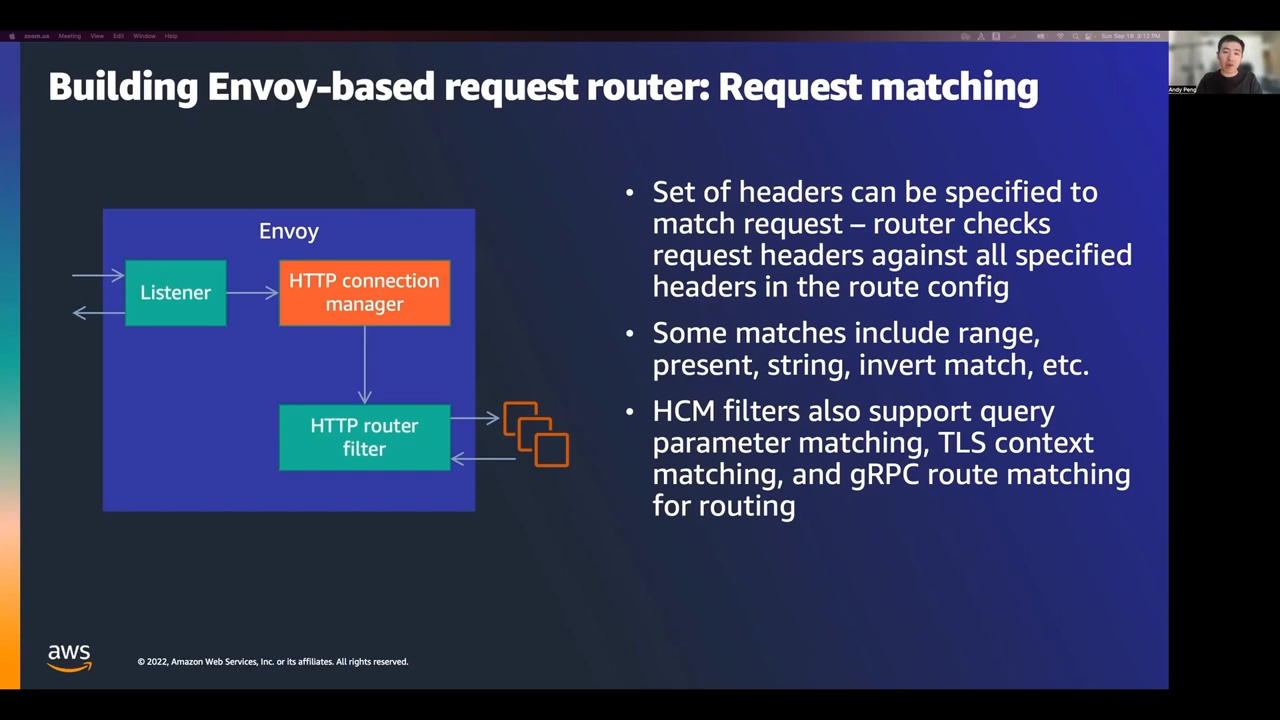 zoom.us Meeting View Edit Window Help
Sun Sep 18 3:12 PM
Building Envoy-based request router: Request matching
Andy Peng
Envoy
Listener
HTTP connection
manager
HTTP router
filter
• Set of headers can be specified to
match request – router checks
request headers against all specified
headers in the route config
• Some matches include range,
present, string, invert match, etc.
• HCM filters also support query
parameter matching, TLS context
matching, and gRPC route matching
for routing
aws
© 2022, Amazon Web Services, Inc. or its affiliates. All rights reserved.